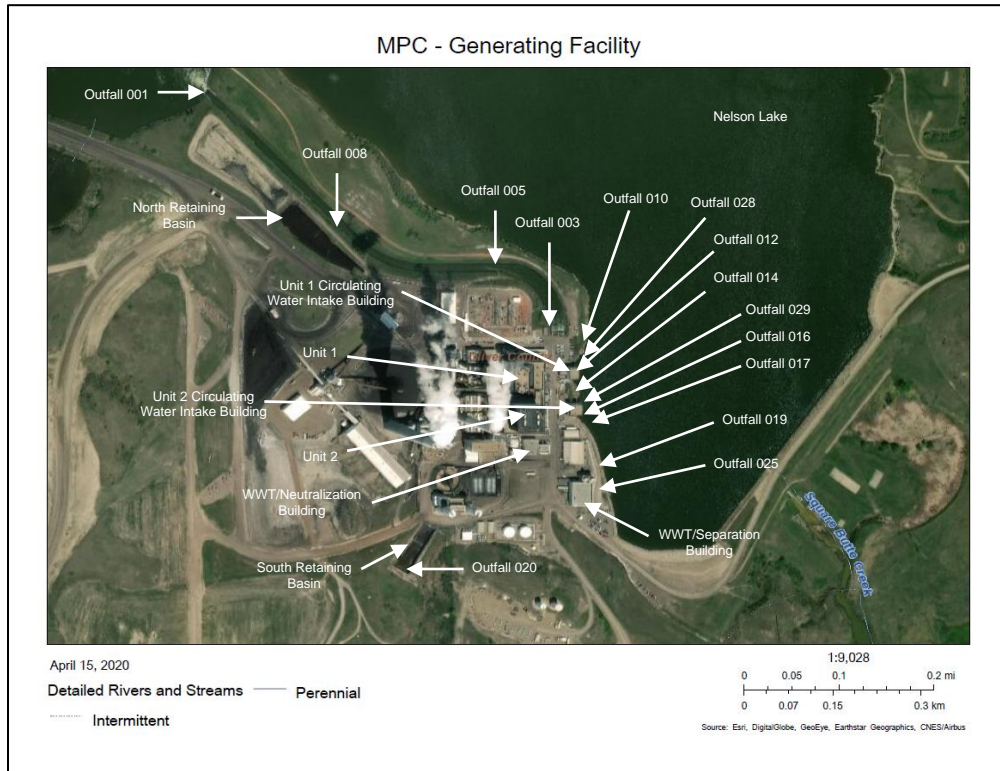 MPC - Generating Facility
Outfall 001
Nelson Lake
Outfall 008
Outfall 005
Outfall 010
Outfall 028
North Retaining
Basin
Outfall 003
Outfall 012
Outfall 014
Unit 1 Circulating
Water Intake Building
Outfall 029
Outfall 016
Unit 1
Outfall 017
Unit 2 Circulating
Water Intake Building
Outfall 019
Unit 2
Outfall 025
WWT/Neutralization
Building
WWT/Separation
Building
Square Butte Creek
South Retaining
Basin
Outfall 020
April 15, 2020
Detailed Rivers and Streams
Perennial
Intermittent
1:9,028
0 0.05 0.1 0.2 mi
0 0.07 0.15 0.3 km
Source: Esri, DigitalGlobe, GeoEye, Earthstar Geographics, CNES/Airbus